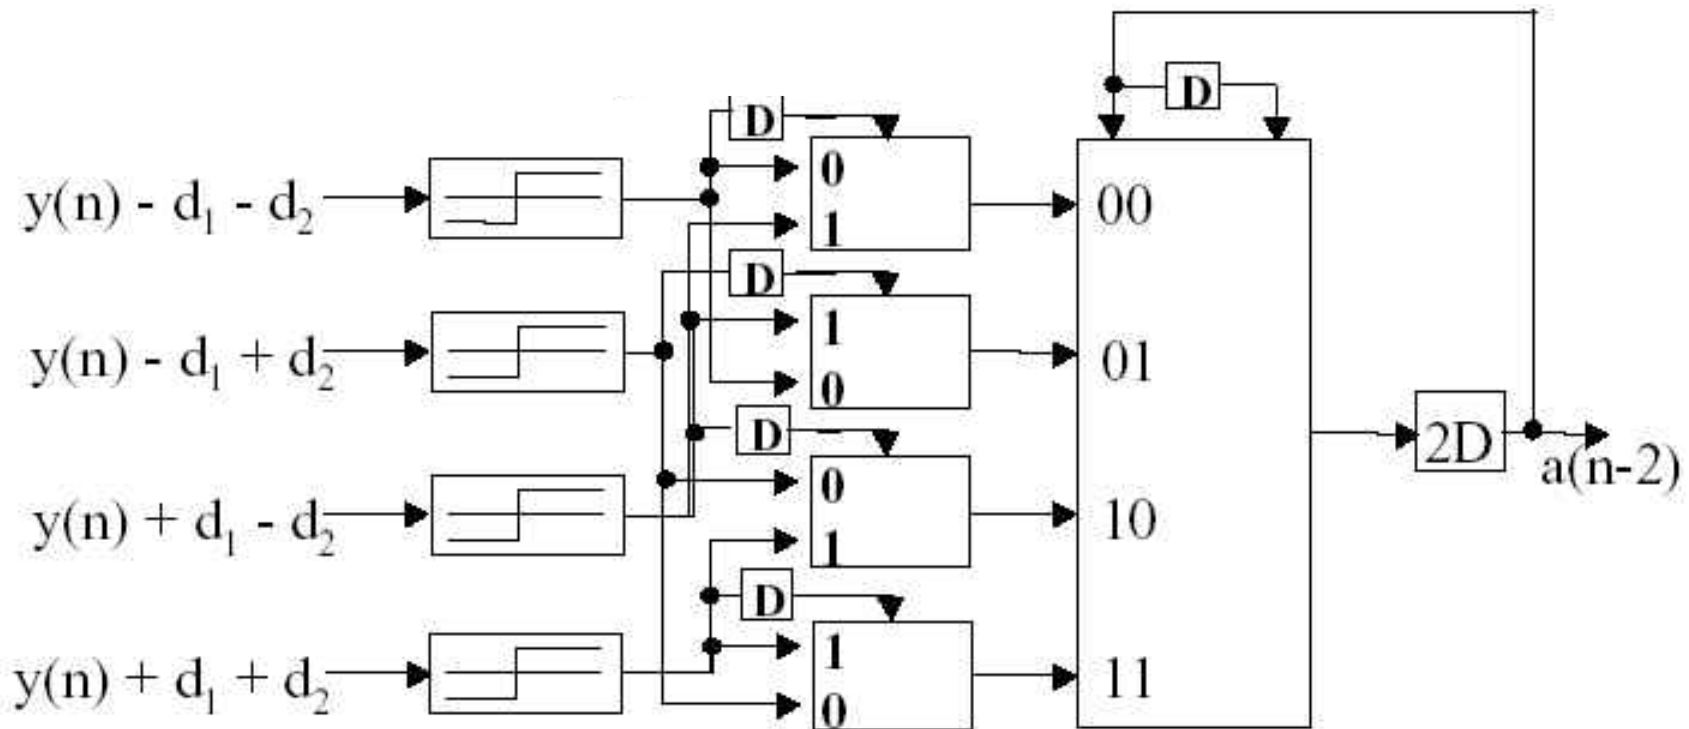 D
D
0
y(n) - d₁ - d₂
00
1
D
1
y(n) - d₁ + d₂
01
0
D
2D
a(n-2)
0
y(n) + d₁ - d₂
10
1
D
1
y(n) + d₁ + d₂
11
0